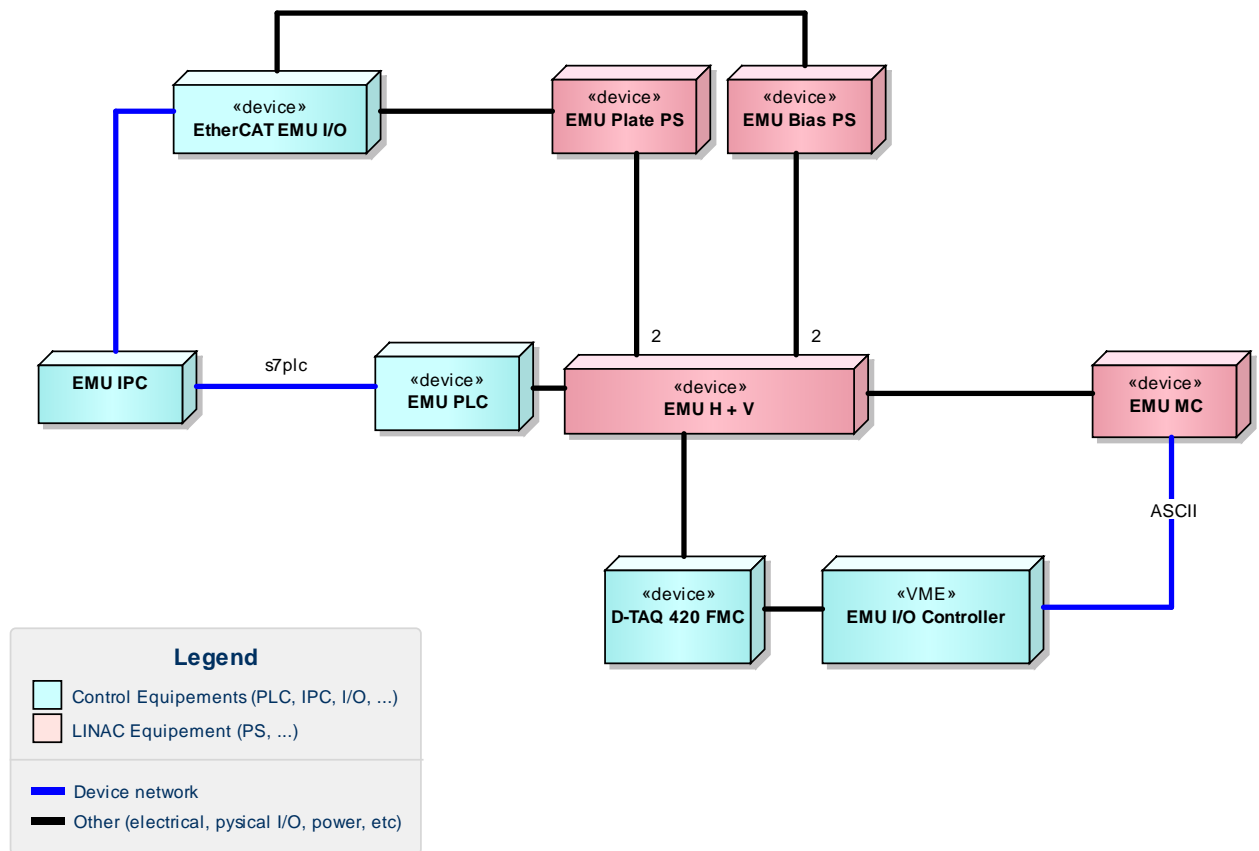 «device»
EtherCAT EMU I/O
«device»
EMU Plate PS
«device»
EMU Bias PS
2
2
EMU IPC
s7plc
«device»
EMU PLC
«device»
EMU H + V
«device»
EMU MC
ASCII
«device»
D-TAQ 420 FMC
«VME»
EMU I/O Controller
Legend
Control Equipements (PLC, IPC, I/O, ...)
LINAC Equipement (PS, ...)
Device network
Other (electrical, pysical I/O, power, etc)